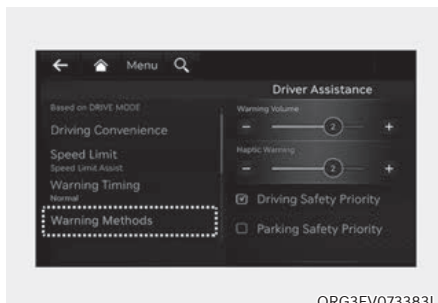 Menu
Driver Assistance
Based on DRIVE MODE
Driving Convenience
Speed Limit
Speed Limit Assist
Warning Timing
Normal
Warning Methods
Warning Volume
− 2 +
Haptic Warning
− 2 +
Driving Safety Priority
Parking Safety Priority